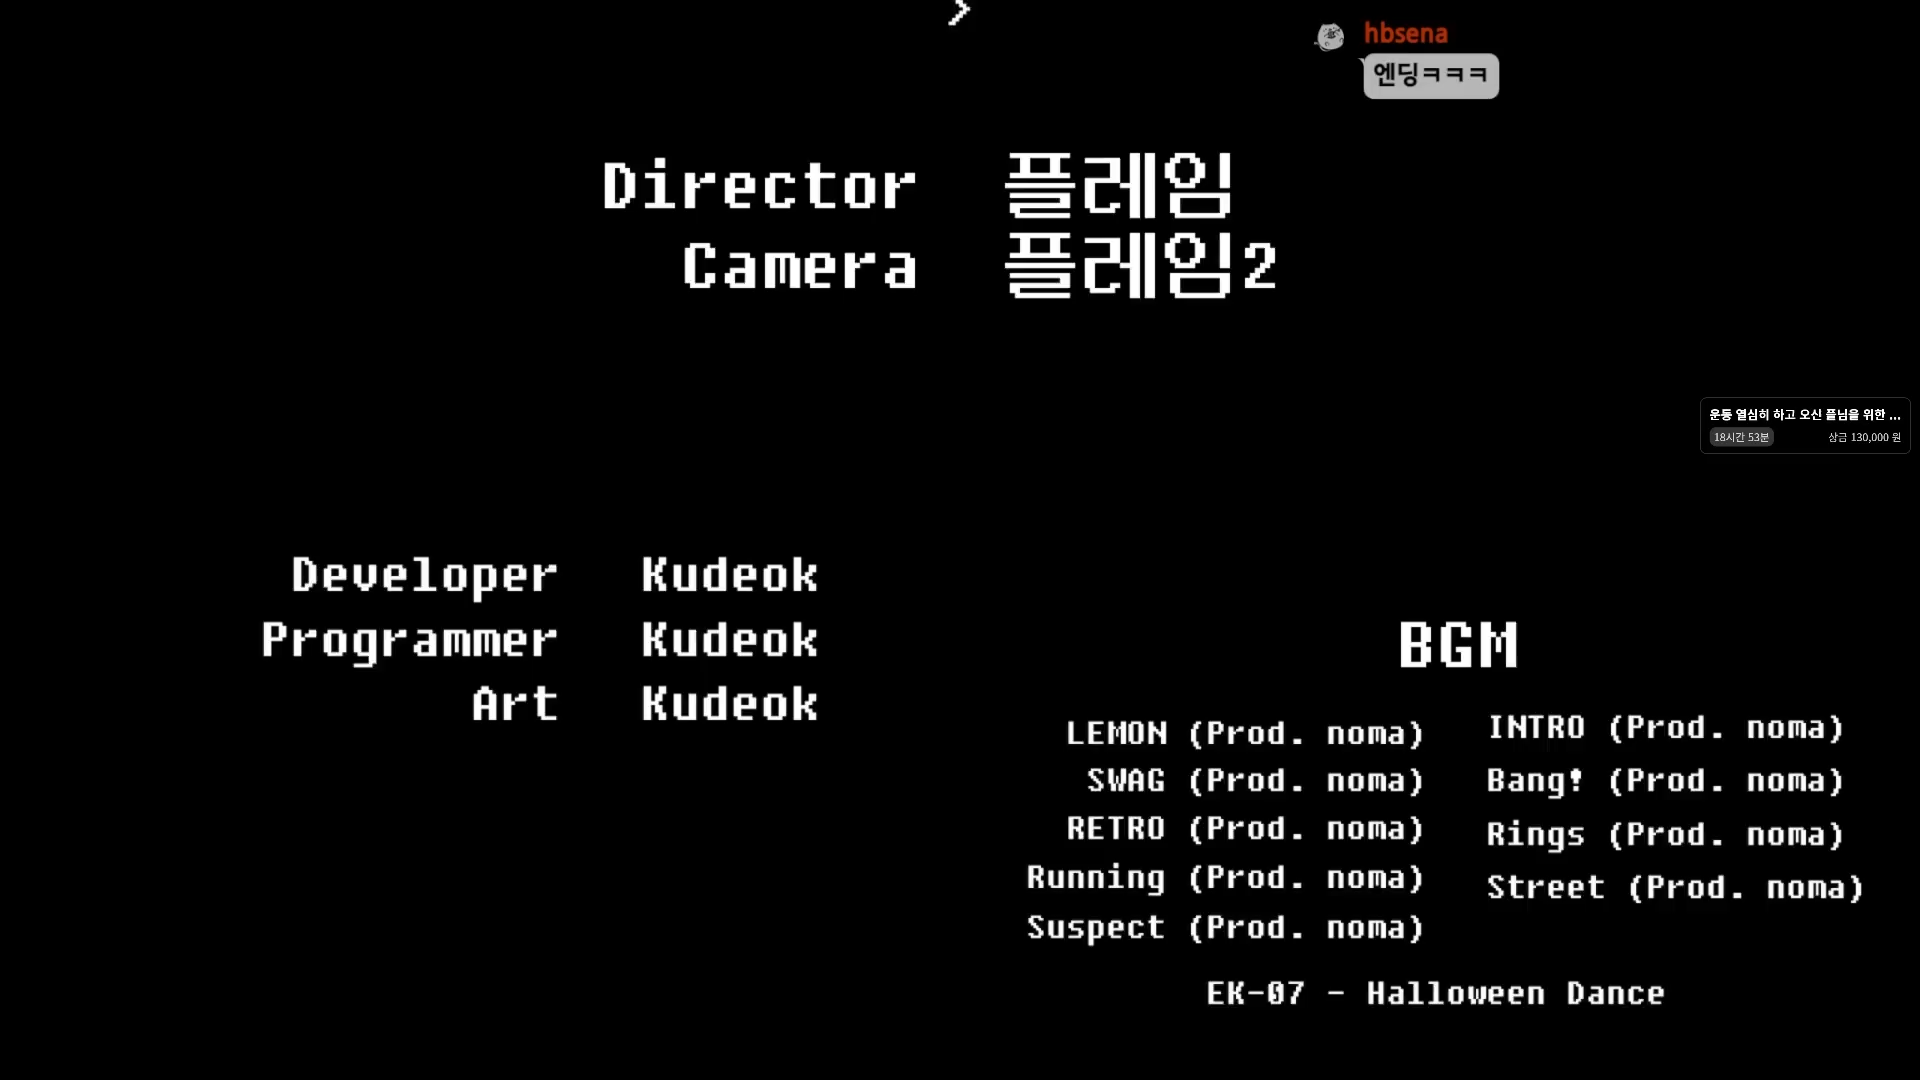 hbsena
엔딩ㅋㅋㅋ
Director 플레임
Camera 플레임2
운동 열심히 하고 오신 플님을 위한 ...
18시간 53분 상금 130,000 원
Developer Kudeok
Programmer Kudeok
Art Kudeok
BGM
LEMON (Prod. noma)
SWAG (Prod. noma)
RETRO (Prod. noma)
Running (Prod. noma)
Suspect (Prod. noma)
INTRO (Prod. noma)
Bang! (Prod. noma)
Rings (Prod. noma)
Street (Prod. noma)
EK-07 - Halloween Dance